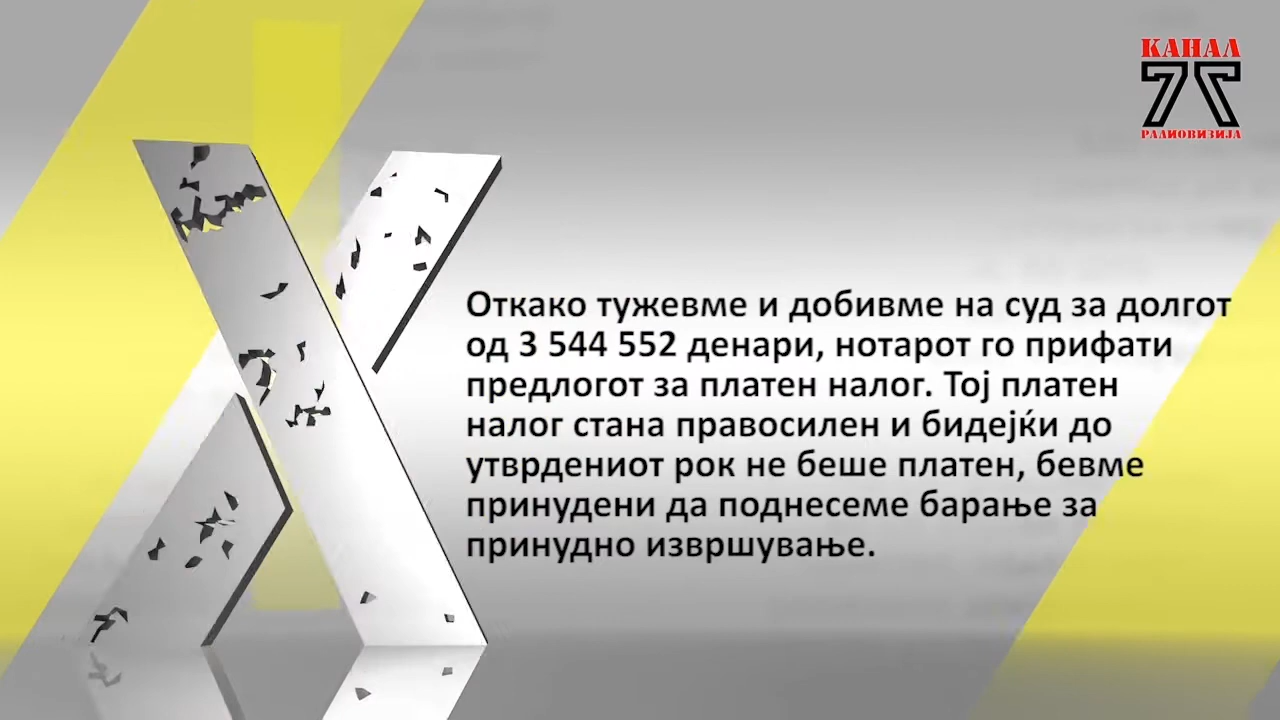 КАНАЛ
77
РАДИОВИЗИЈА
Откако тужевме и добивме на суд за долгот
од 3 544 552 денари, нотарот го прифати
предлогот за платен налог. Тој платен
налог стана правосилен и бидејќи до
утврдениот рок не беше платен, бевме
принудени да поднесеме барање за
принудно извршување.